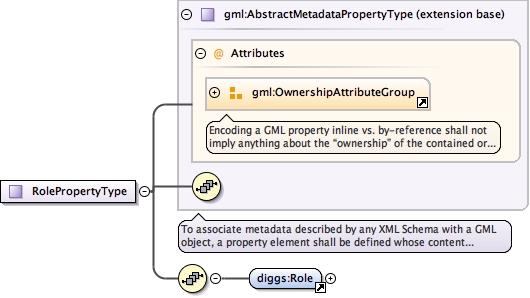 gml:AbstractMetadataPropertyType (extension base)
@ Attributes
gml:OwnershipAttributeGroup
Encoding a GML property inline vs. by-reference shall not
imply anything about the "ownership" of the contained or...
RolePropertyType
To associate metadata described by any XML Schema with a GML
object, a property element shall be defined whose content...
diggs:Role